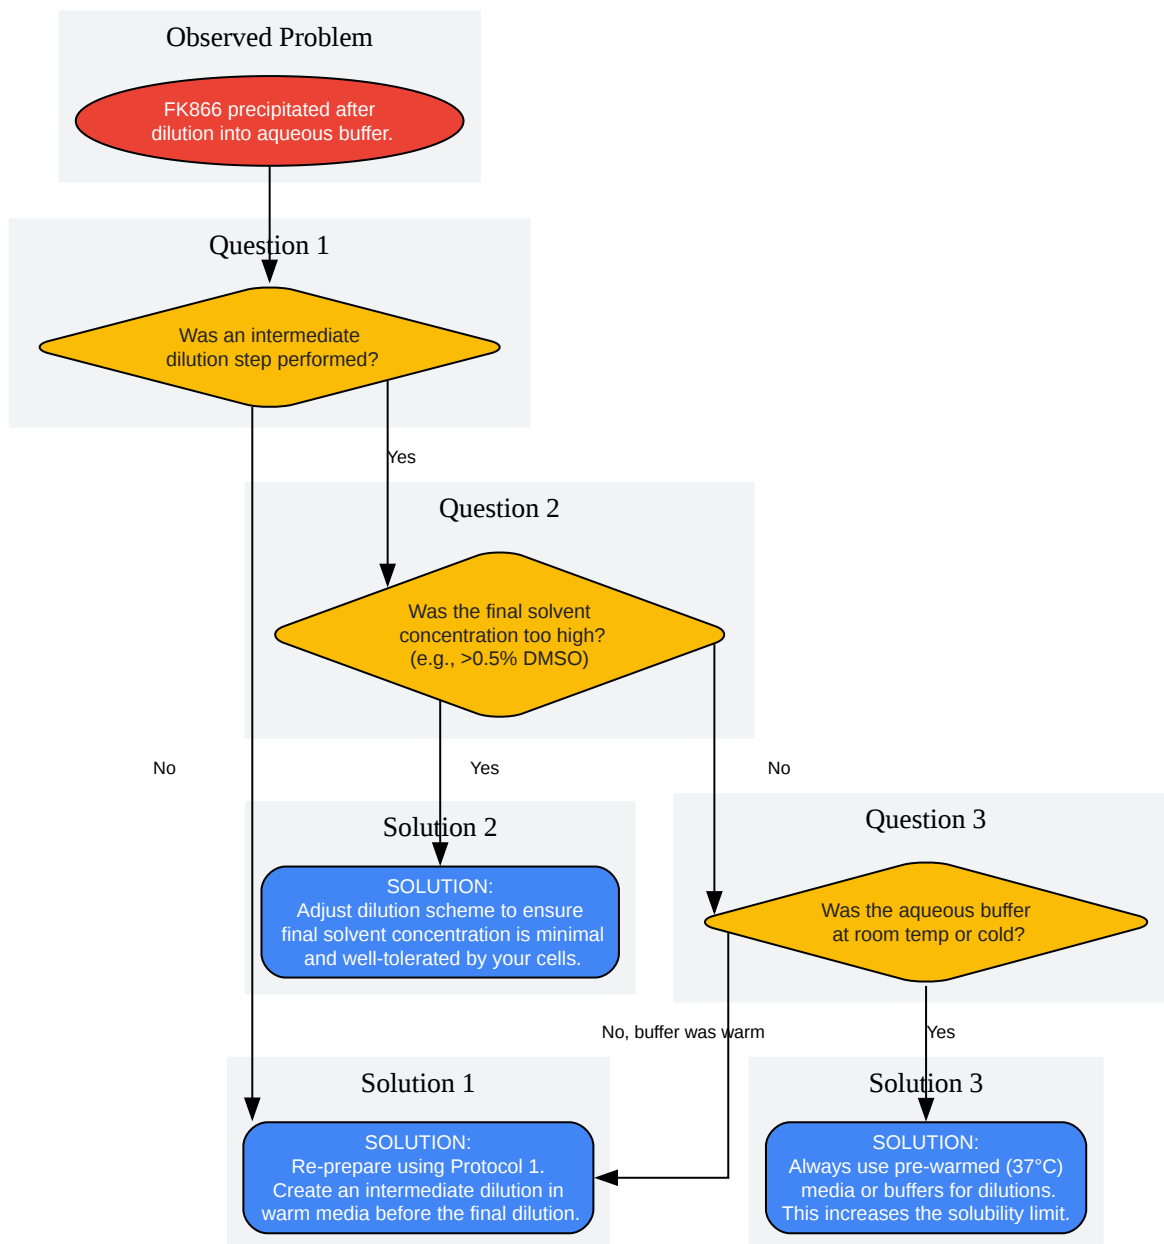 Observed Problem
FK866 precipitated after
dilution into aqueous buffer.
Question 1
Was an intermediate
dilution step performed?
Yes
Question 2
Was the final solvent
concentration too high?
(e.g., >0.5% DMSO)
No
Yes
No
Solution 2
SOLUTION:
Adjust dilution scheme to ensure
final solvent concentration is minimal
and well-tolerated by your cells.
Question 3
Was the aqueous buffer
at room temp or cold?
No, buffer was warm
Yes
Solution 1
SOLUTION:
Re-prepare using Protocol 1.
Create an intermediate dilution in
warm media before the final dilution.
Solution 3
SOLUTION:
Always use pre-warmed (37°C)
media or buffers for dilutions.
This increases the solubility limit.